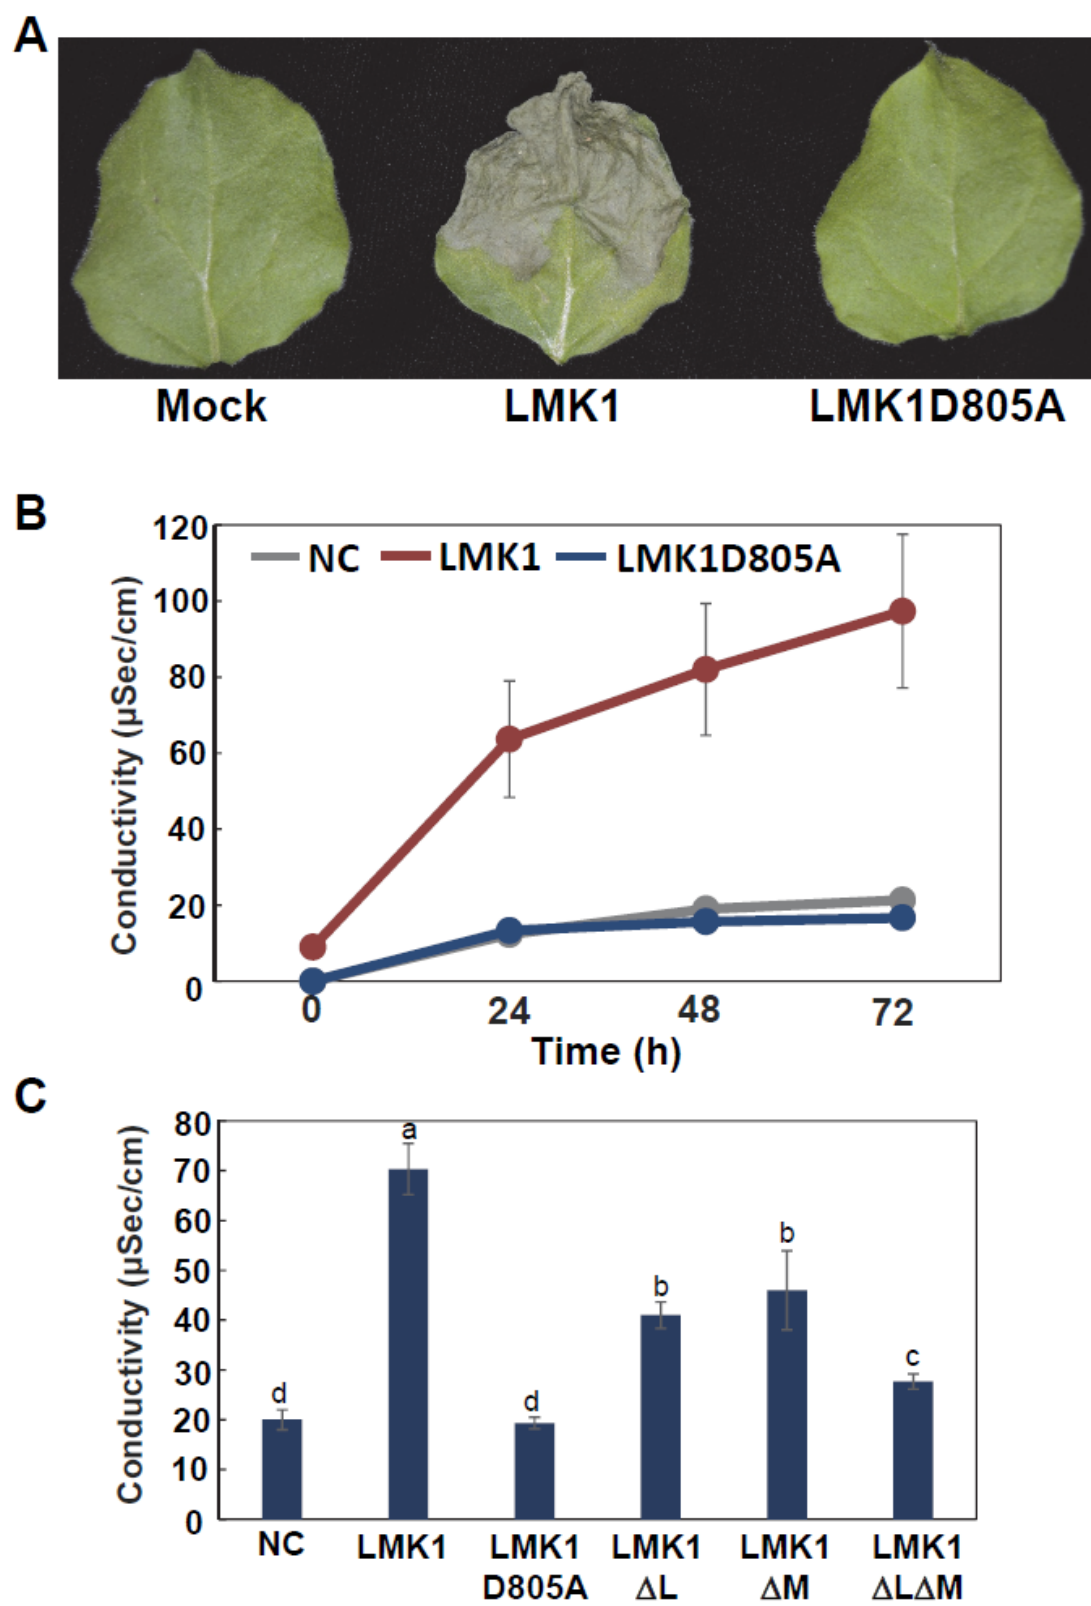 A
Mock LMK1 LMK1D805A
B
120
NC LMK1 LMK1D805A
100
80
60
40
20
0
Conductivity (µSec/cm)
0 24 48 72
Time (h)
C
80
70
60
50
40
30
20
10
0
Conductivity (µSec/cm)
d a d b b c
NC LMK1 LMK1 LMK1 LMK1 LMK1
D805A ΔL ΔM ΔLΔM